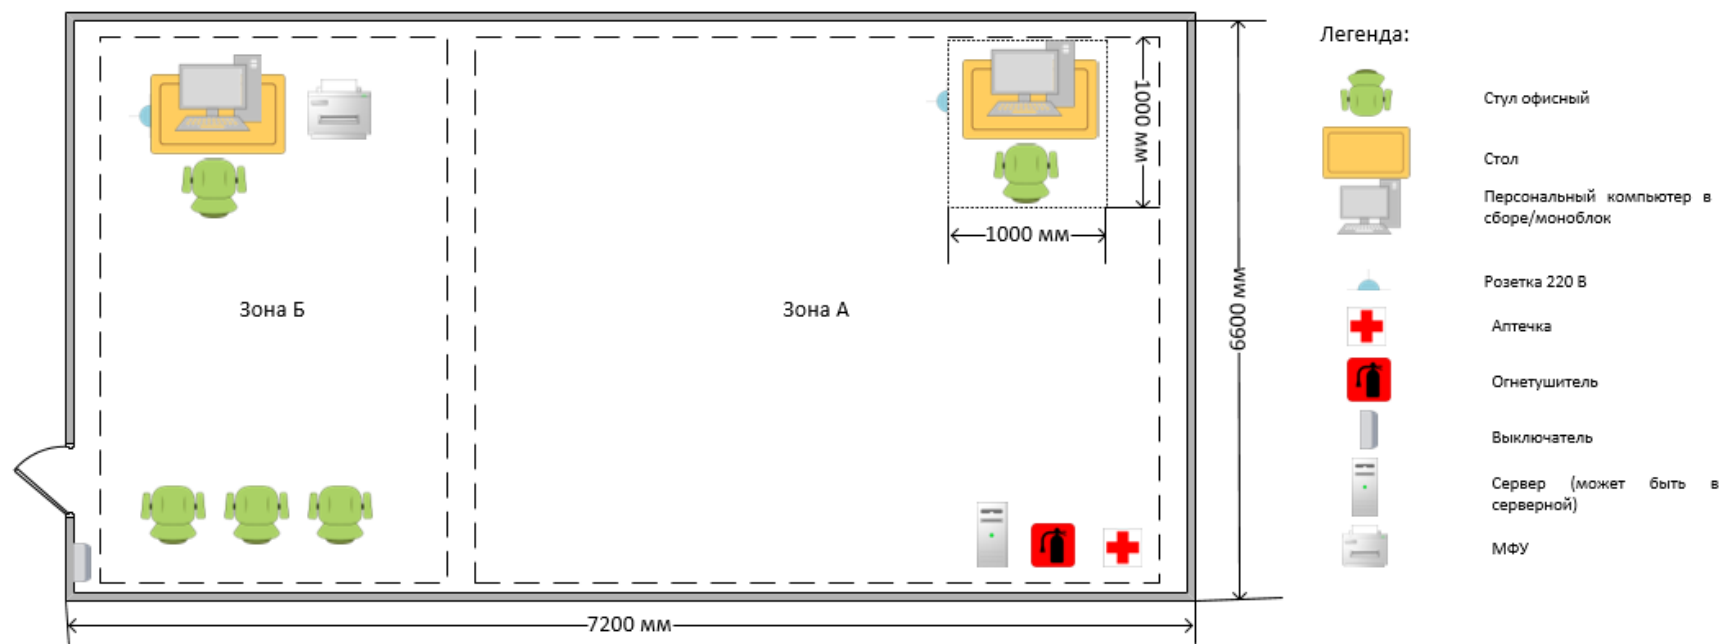 Легенда:
Стул офисный
Стол
Персональный компьютер в
сборе/моноблок
Розетка 220 В
Аптечка
Огнетушитель
Выключатель
Сервер (может быть в
серверной)
МФУ
1000 мм
1000 мм
Зона Б
Зона А
6600 мм
7200 мм